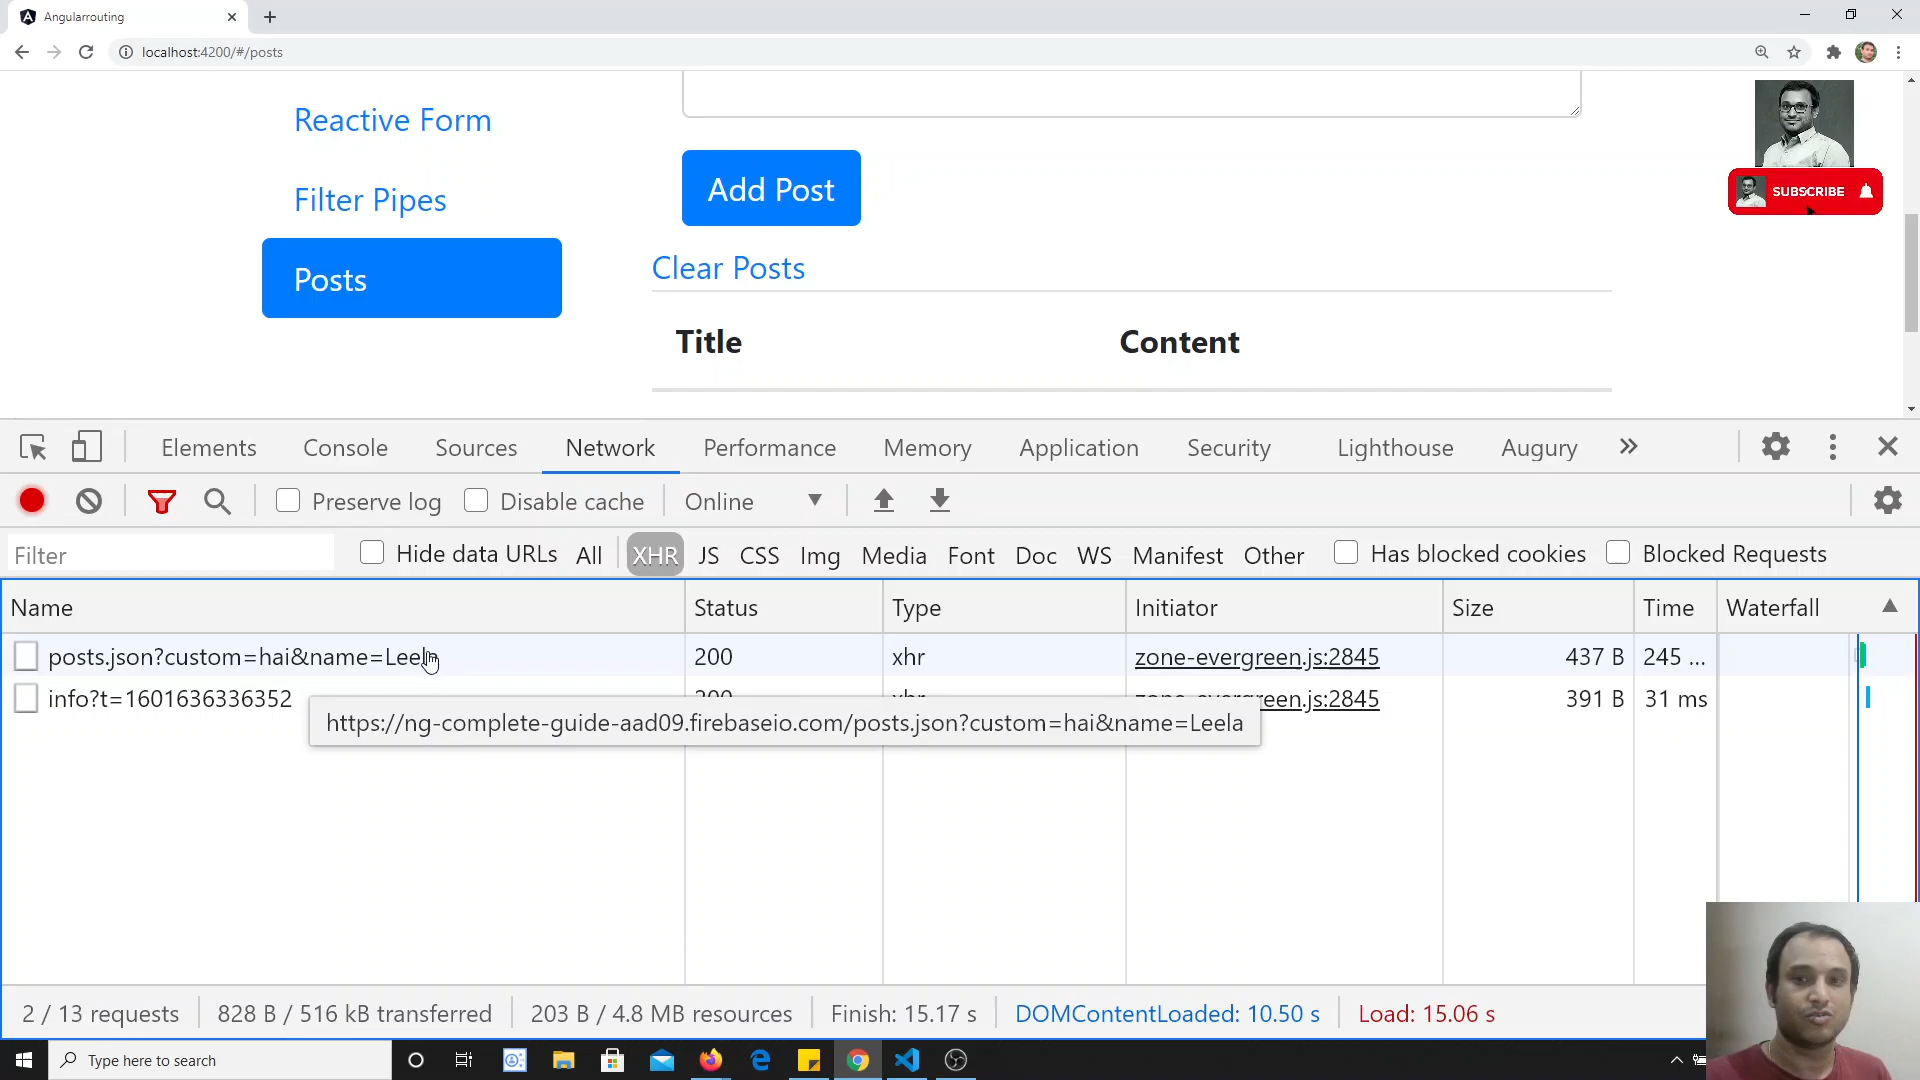 Angularrouting
localhost:4200/#/posts
Reactive Form
Filter Pipes
Posts
Add Post
Clear Posts
Title Content
SUBSCRIBE
Elements Console Sources Network Performance Memory Application Security Lighthouse Augury
Preserve log Disable cache Online
Filter Hide data URLs All XHR JS CSS Img Media Font Doc WS Manifest Other Has blocked cookies Blocked Requests
Name Status Type Initiator Size Time Waterfall
posts.json?custom=hai&name=Leela 200 xhr zone-evergreen.js:2845 437 B 245 ...
info?t=1601636336352 200 xhr zone-evergreen.js:2845 391 B 31 ms
https://ng-complete-guide-aad09.firebaseio.com/posts.json?custom=hai&name=Leela
2 / 13 requests 828 B / 516 kB transferred 203 B / 4.8 MB resources Finish: 15.17 s DOMContentLoaded: 10.50 s Load: 15.06 s
Type here to search